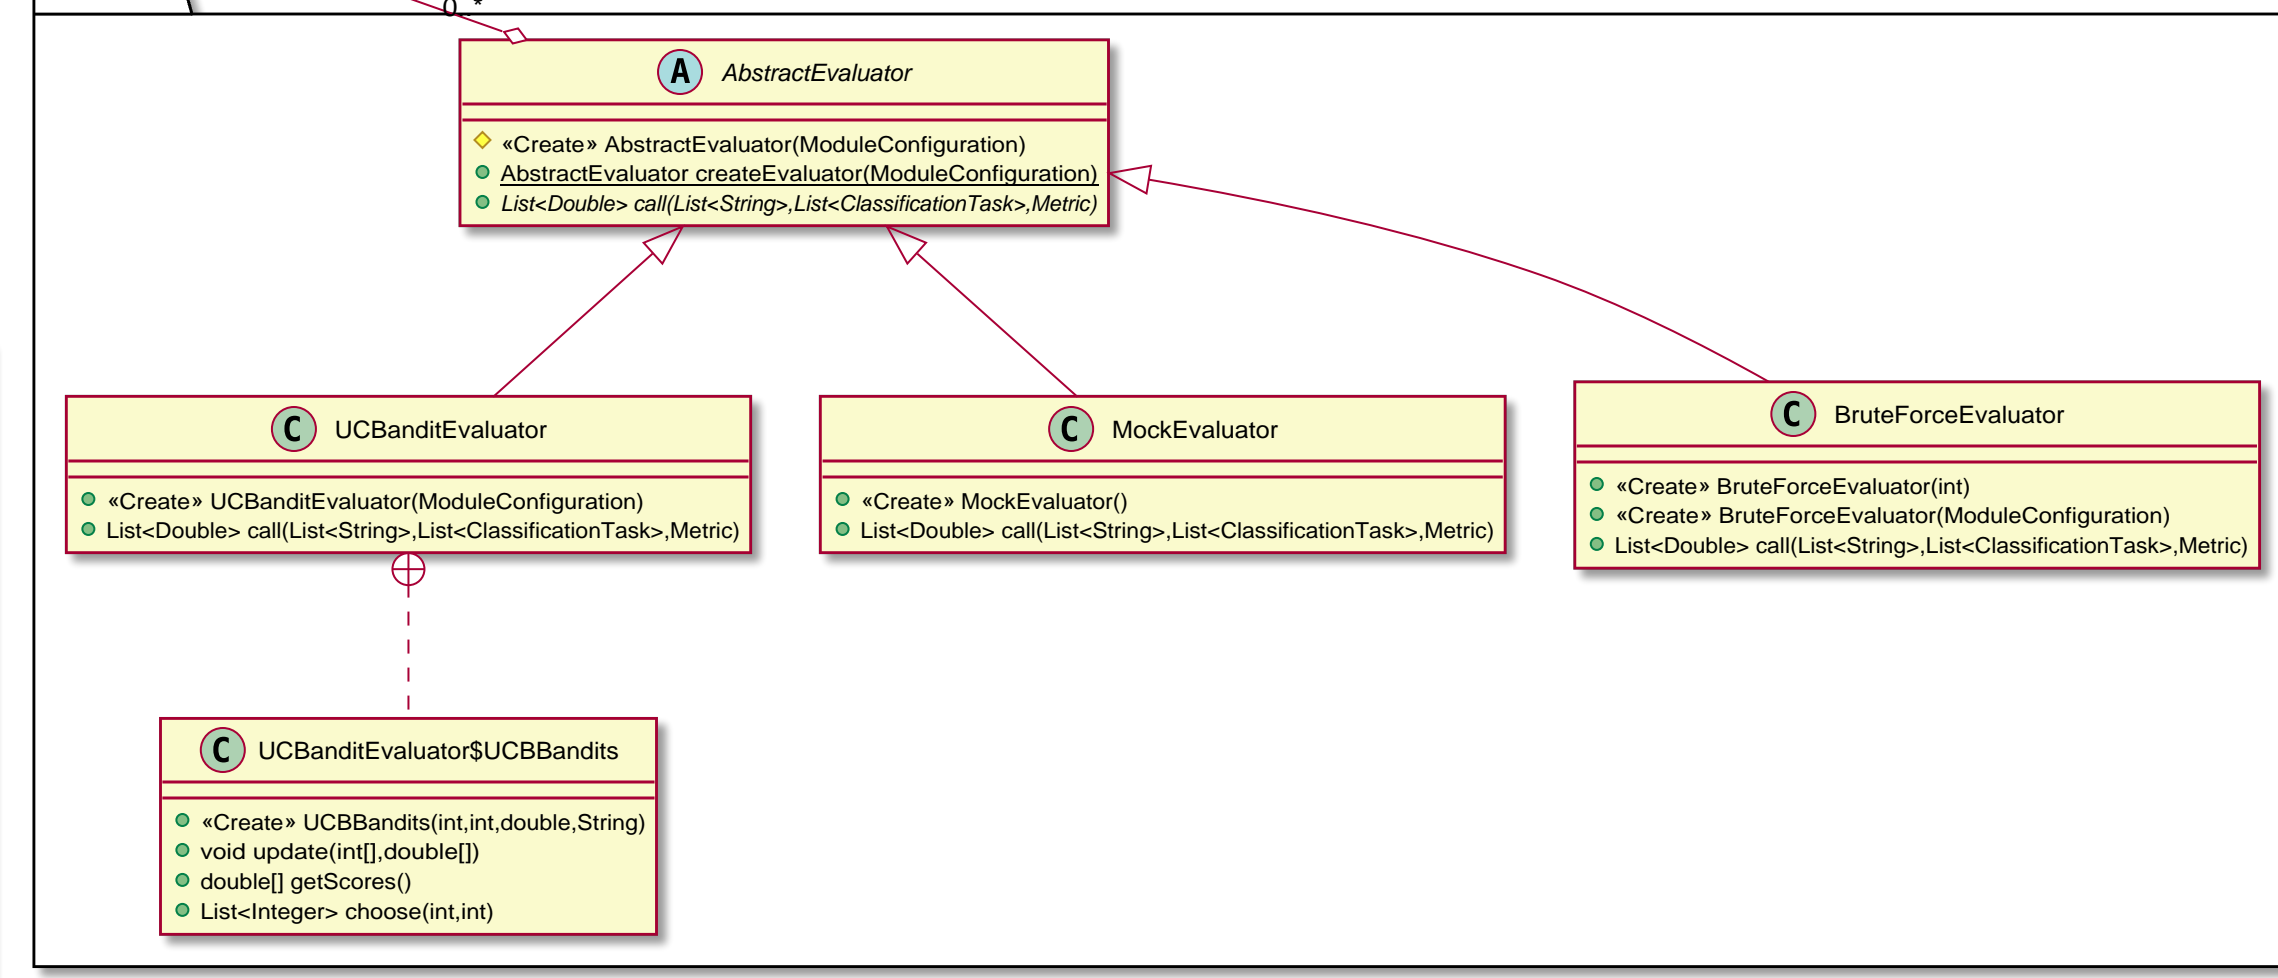 0..*
A AbstractEvaluator
«Create» AbstractEvaluator(ModuleConfiguration)
AbstractEvaluator createEvaluator(ModuleConfiguration)
List<Double> call(List<String>,List<ClassificationTask>,Metric)
C UCBanditEvaluator
«Create» UCBanditEvaluator(ModuleConfiguration)
List<Double> call(List<String>,List<ClassificationTask>,Metric)
C MockEvaluator
«Create» MockEvaluator()
List<Double> call(List<String>,List<ClassificationTask>,Metric)
C BruteForceEvaluator
«Create» BruteForceEvaluator(int)
«Create» BruteForceEvaluator(ModuleConfiguration)
List<Double> call(List<String>,List<ClassificationTask>,Metric)
C UCBanditEvaluator$UCBBandits
«Create» UCBBandits(int,int,double,String)
void update(int[],double[])
double[] getScores()
List<Integer> choose(int,int)